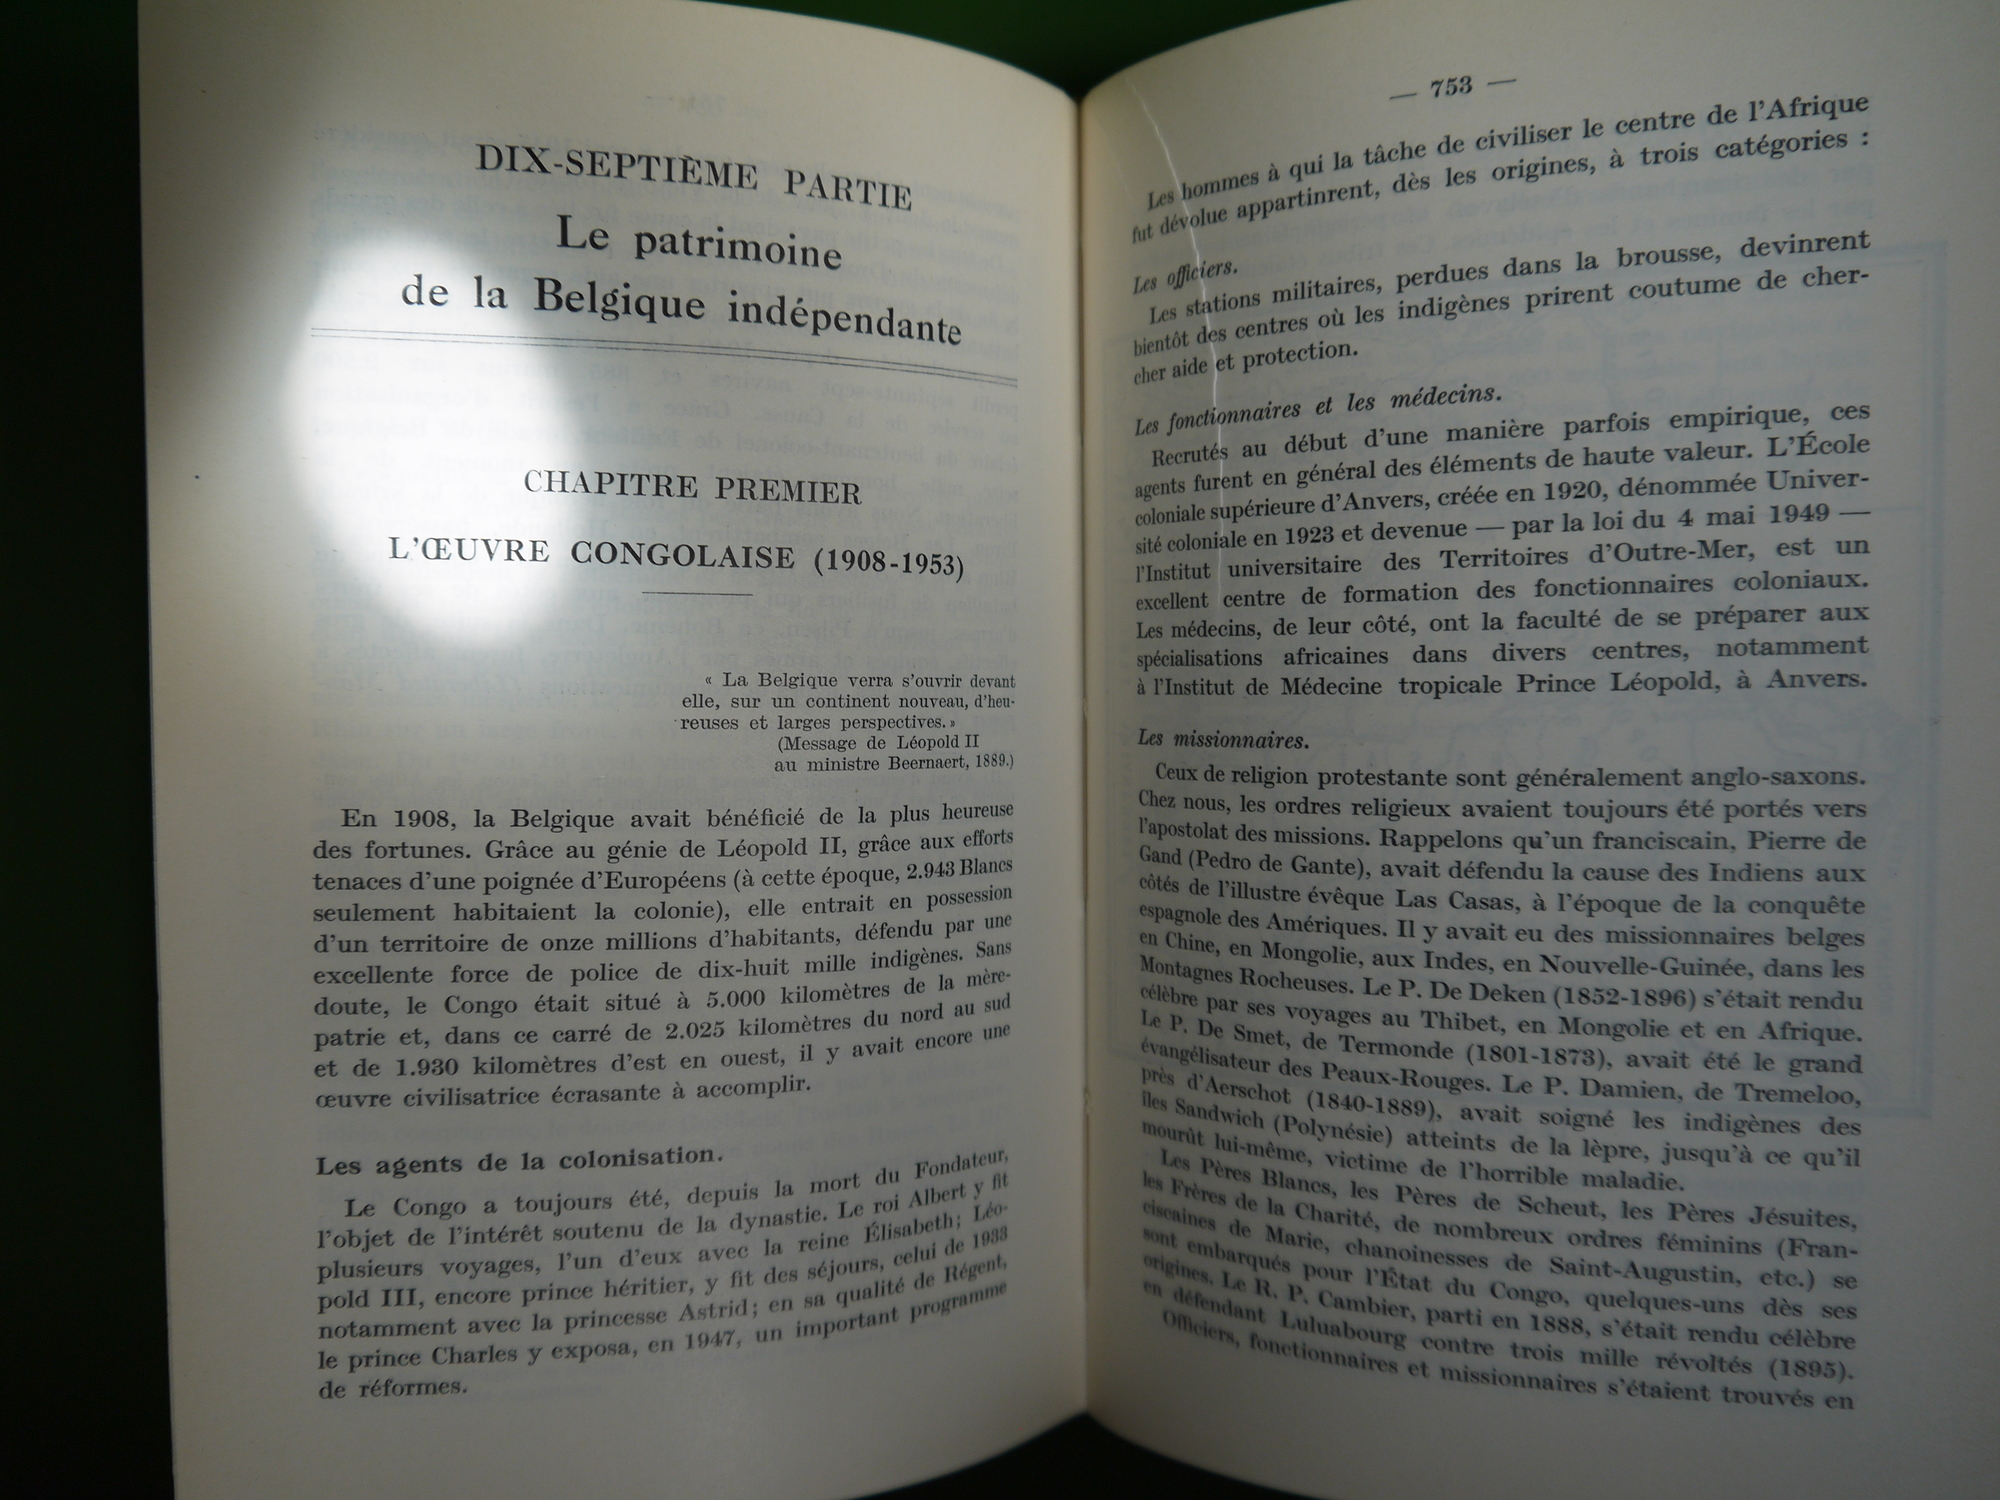 DIX-SEPTIÈME PARTIE
Le patrimoine
de la Belgique indépendante
CHAPITRE PREMIER
L'ŒUVRE CONGOLAISE (1908-1953)
« La Belgique verra s'ouvrir devant
elle, sur un continent nouveau, d'heu-
reuses et larges perspectives. »
(Message de Léopold II
au ministre Beernaert, 1889.)
En 1908, la Belgique avait bénéficié de la plus heureuse
des fortunes. Grâce au génie de Léopold II, grâce aux efforts
tenaces d'une poignée d'Européens (à cette époque, 2.943 Blancs
seulement habitaient la colonie), elle entrait en possession
d'un territoire de onze millions d'habitants, défendu par une
excellente force de police de dix-huit mille indigènes. Sans
doute, le Congo était situé à 5.000 kilomètres de la mère-
patrie et, dans ce carré de 2.025 kilomètres du nord au sud
et de 1.930 kilomètres d'est en ouest, il y avait encore une
œuvre civilisatrice écrasante à accomplir.
Les agents de la colonisation.
Le Congo a toujours été, depuis la mort du Fondateur,
l'objet de l'intérêt soutenu de la dynastie. Le roi Albert y fit
plusieurs voyages, l'un d'eux avec la reine Élisabeth; Léo-
pold III, encore prince héritier, y fit des séjours, celui de 1933
notamment avec la princesse Astrid; en sa qualité de Régent,
le prince Charles y exposa, en 1947, un important programme
de réformes.
— 753 —
Les hommes à qui la tâche de civiliser le centre de l'Afrique
fut dévolue appartinrent, dès les origines, à trois catégories :
Les officiers.
Les stations militaires, perdues dans la brousse, devinrent
bientôt des centres où les indigènes prirent coutume de cher-
cher aide et protection.
Les fonctionnaires et les médecins.
Recrutés au début d'une manière parfois empirique, ces
agents furent en général des éléments de haute valeur. L'École
coloniale supérieure d'Anvers, créée en 1920, dénommée Univer-
sité coloniale en 1923 et devenue — par la loi du 4 mai 1949 —
l'Institut universitaire des Territoires d'Outre-Mer, est un
excellent centre de formation des fonctionnaires coloniaux.
Les médecins, de leur côté, ont la faculté de se préparer aux
spécialisations africaines dans divers centres, notamment
à l'Institut de Médecine tropicale Prince Léopold, à Anvers.
Les missionnaires.
Ceux de religion protestante sont généralement anglo-saxons.
Chez nous, les ordres religieux avaient toujours été portés vers
l'apostolat des missions. Rappelons qu'un franciscain, Pierre de
Gand (Pedro de Gante), avait défendu la cause des Indiens aux
côtés de l'illustre évêque Las Casas, à l'époque de la conquête
espagnole des Amériques. Il y avait eu des missionnaires belges
en Chine, en Mongolie, aux Indes, en Nouvelle-Guinée, dans les
Montagnes Rocheuses. Le P. De Deken (1852-1896) s'était rendu
célèbre par ses voyages au Thibet, en Mongolie et en Afrique.
Le P. De Smet, de Termonde (1801-1873), avait été le grand
évangélisateur des Peaux-Rouges. Le P. Damien, de Tremeloo,
près d'Aerschot (1840-1889), avait soigné les indigènes des
îles Sandwich (Polynésie) atteints de la lèpre, jusqu'à ce qu'il
mourût lui-même, victime de l'horrible maladie.
Les Pères Blancs, les Pères de Scheut, les Pères Jésuites,
les Frères de la Charité, de nombreux ordres féminins (Fran-
ciscaines de Marie, chanoinesses de Saint-Augustin, etc.) se
sont embarqués pour l'État du Congo, quelques-uns dès ses
origines. Le R. P. Cambier, parti en 1888, s'était rendu célèbre
en défendant Luluabourg contre trois mille révoltés (1895).
Officiers, fonctionnaires et missionnaires s'étaient trouvés en